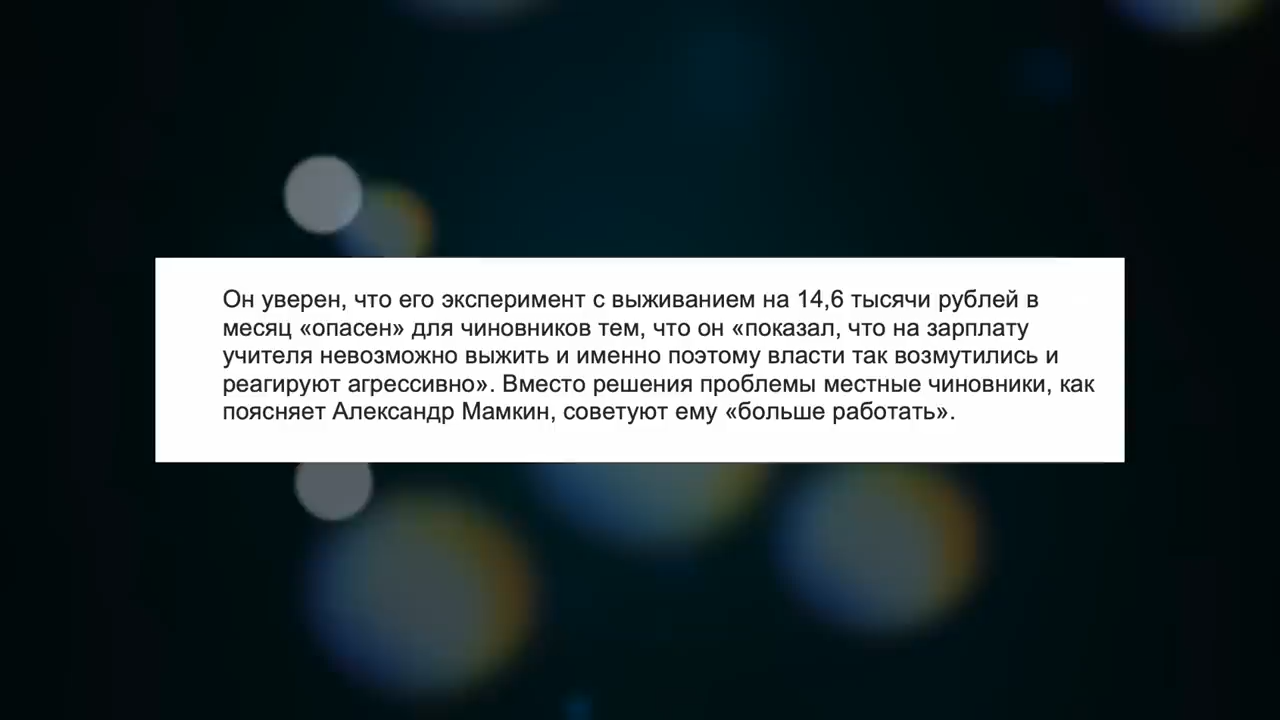 Он уверен, что его эксперимент с выживанием на 14,6 тысячи рублей в
месяц «опасен» для чиновников тем, что он «показал, что на зарплату
учителя невозможно выжить и именно поэтому власти так возмутились и
реагируют агрессивно». Вместо решения проблемы местные чиновники, как
поясняет Александр Мамкин, советуют ему «больше работать».